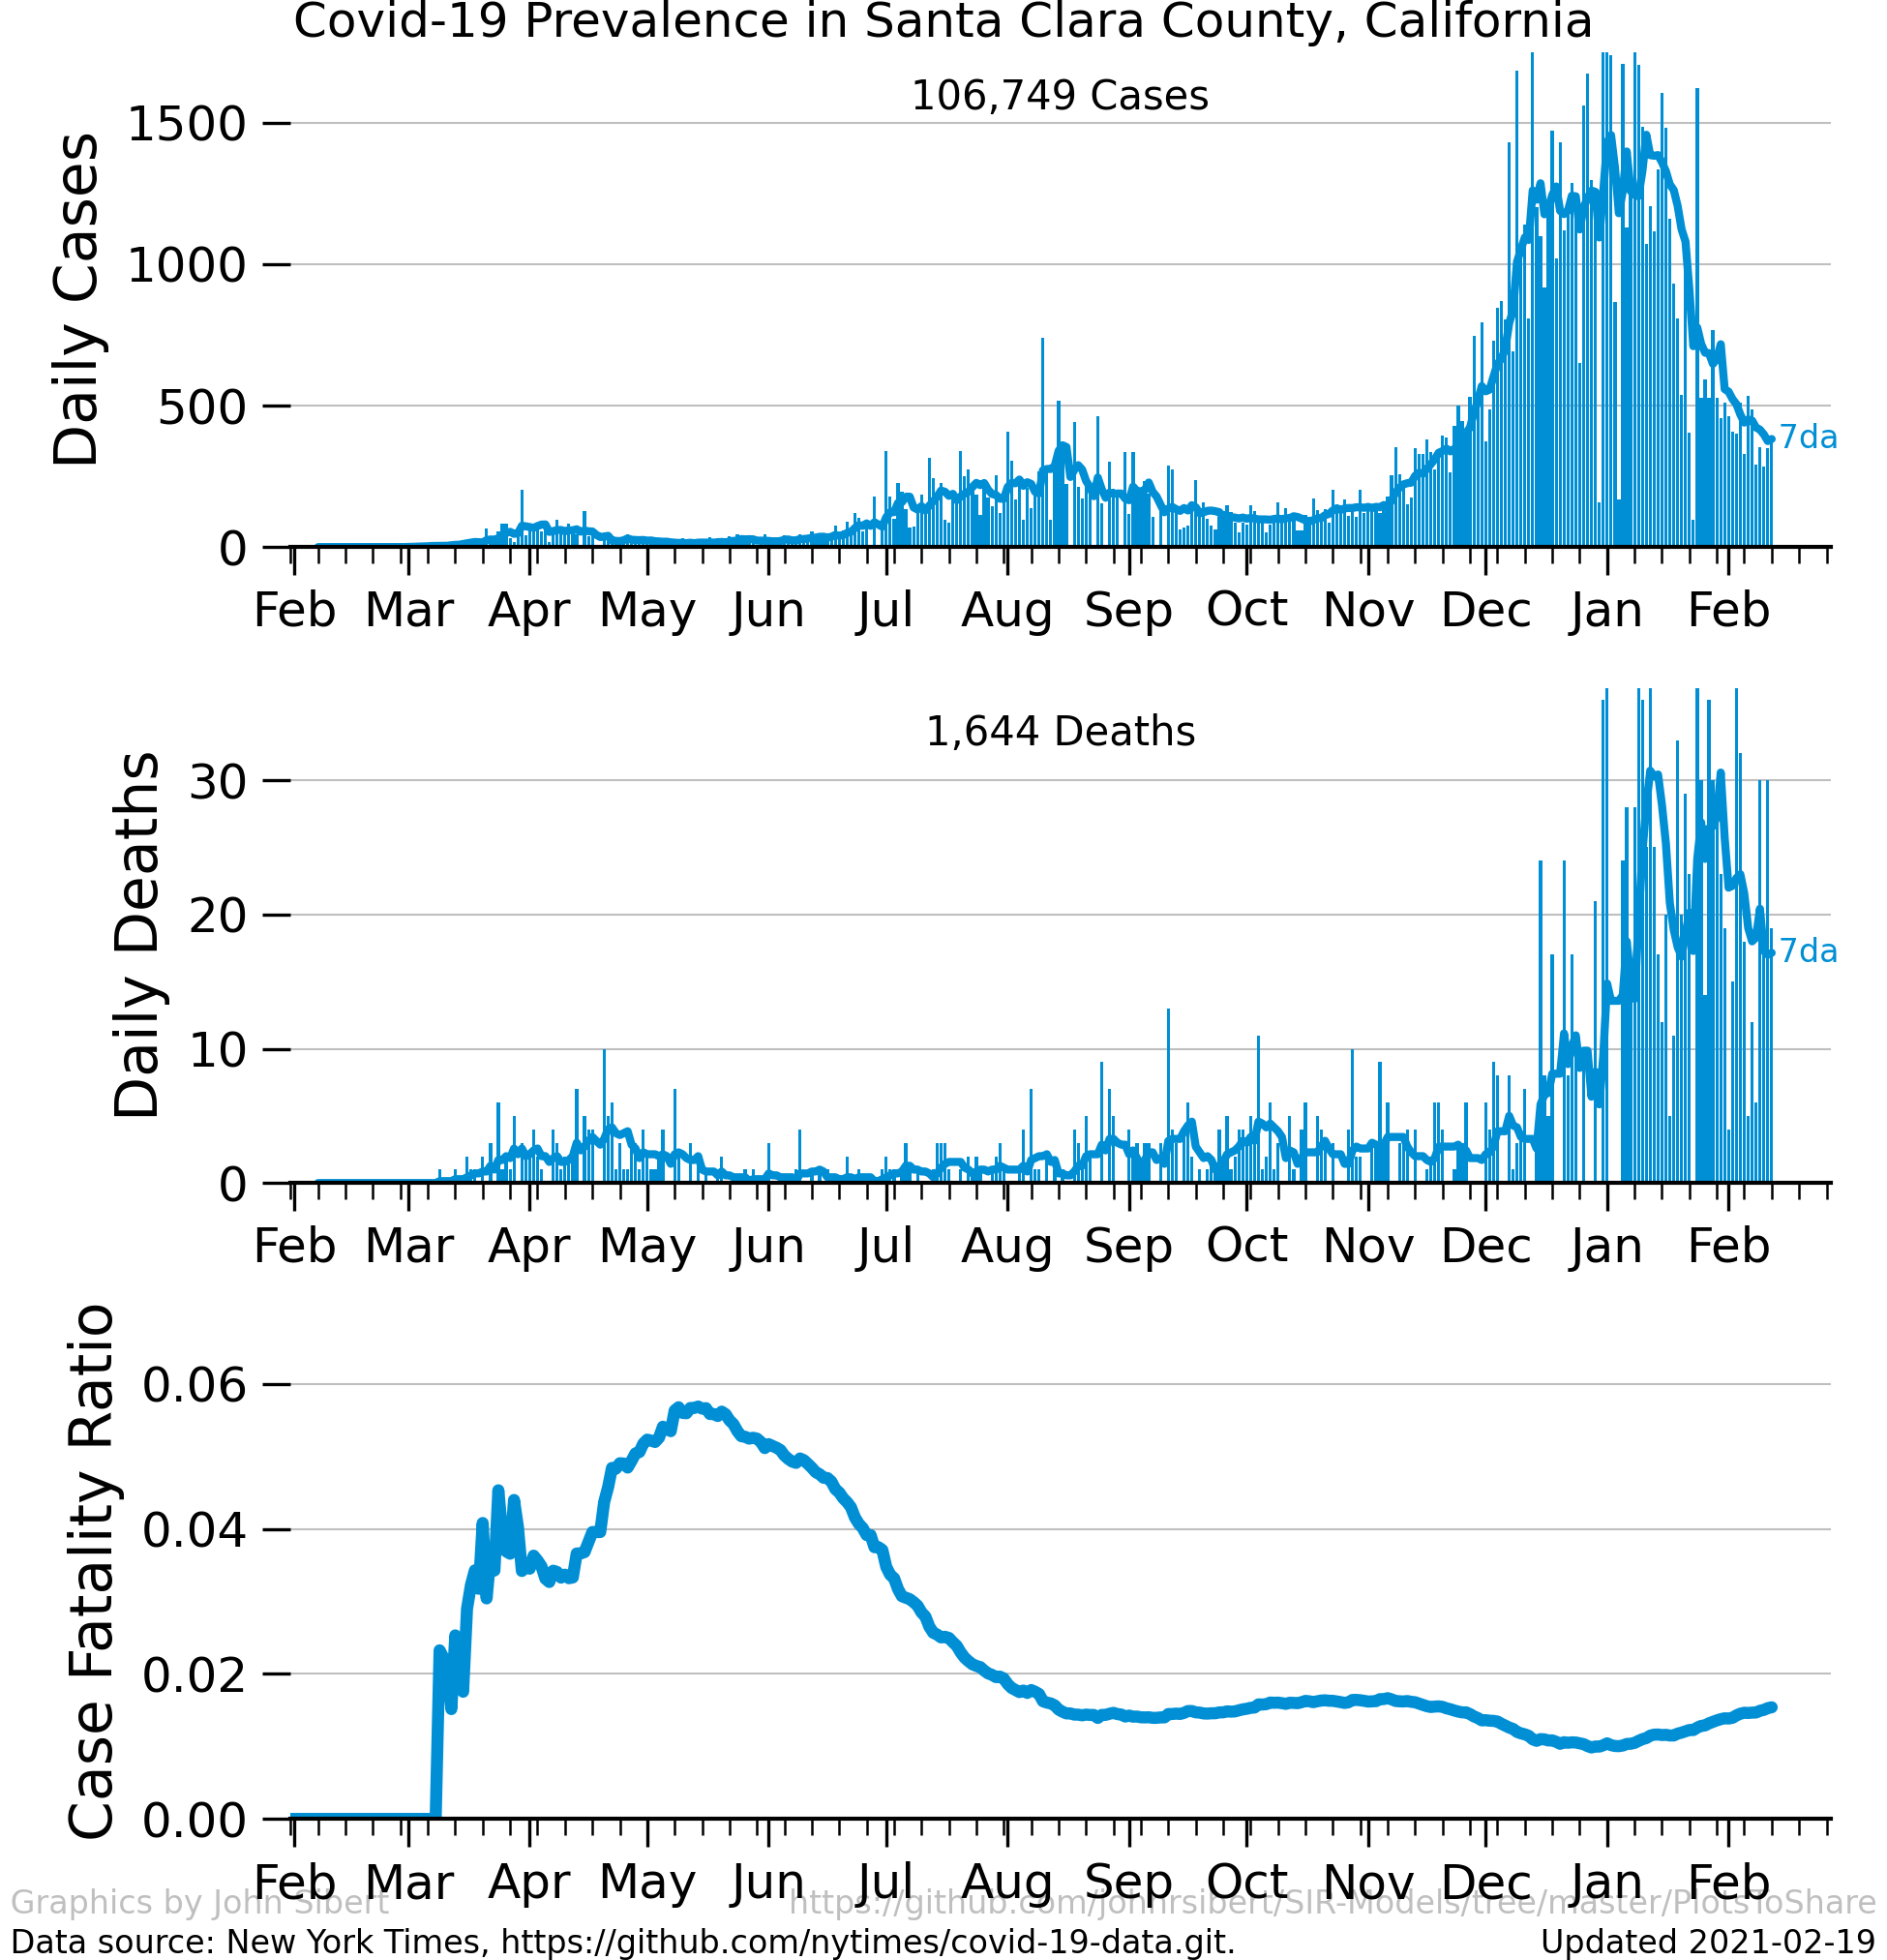 Covid-19 Prevalence in Santa Clara County, California
106,749 Cases
Daily Cases
1500
1000
500
0
7da
Feb Mar Apr May Jun Jul Aug Sep Oct Nov Dec Jan Feb
1,644 Deaths
Daily Deaths
30
20
10
0
7da
Feb Mar Apr May Jun Jul Aug Sep Oct Nov Dec Jan Feb
Case Fatality Ratio
0.06
0.04
0.02
0.00
Feb Mar Apr May Jun Jul Aug Sep Oct Nov Dec Jan Feb
Graphics by John Sibert https://github.com/johnrsibert/SIR-Models/tree/master/PlotsToShare
Data source: New York Times, https://github.com/nytimes/covid-19-data.git. Updated 2021-02-19